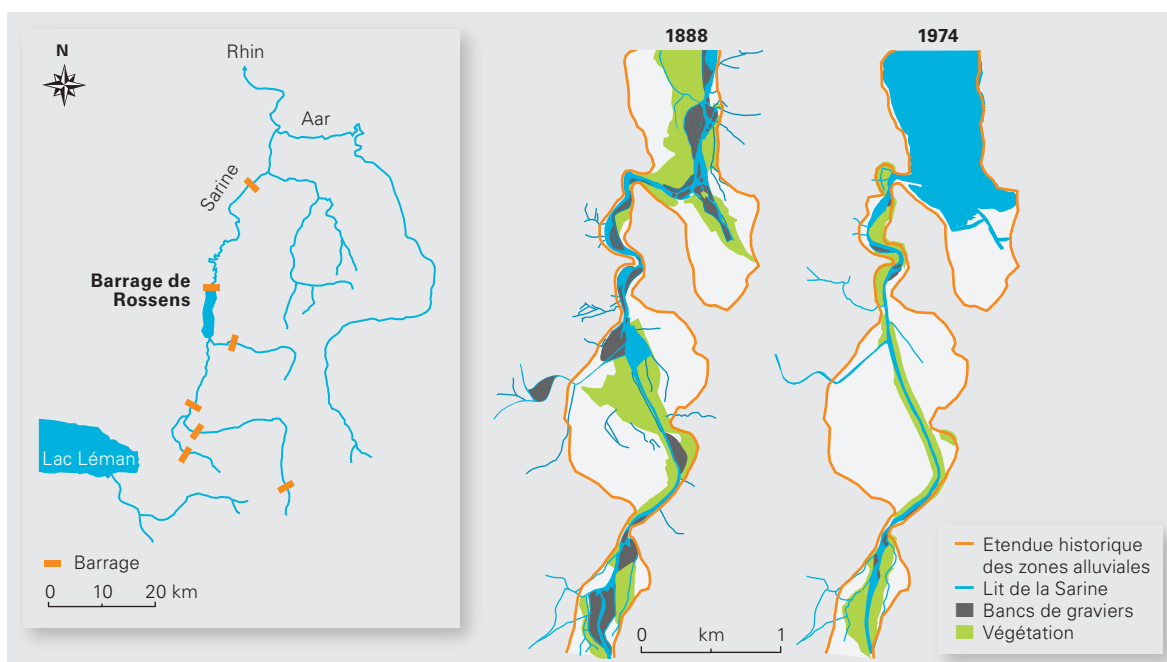 N
Rhin
Aar
Sarine
Barrage de
Rossens
Lac Léman
Barrage
0 10 20 km
1888
1974
0 km 1
Etendue historique
des zones alluviales
Lit de la Sarine
Bancs de graviers
Végétation